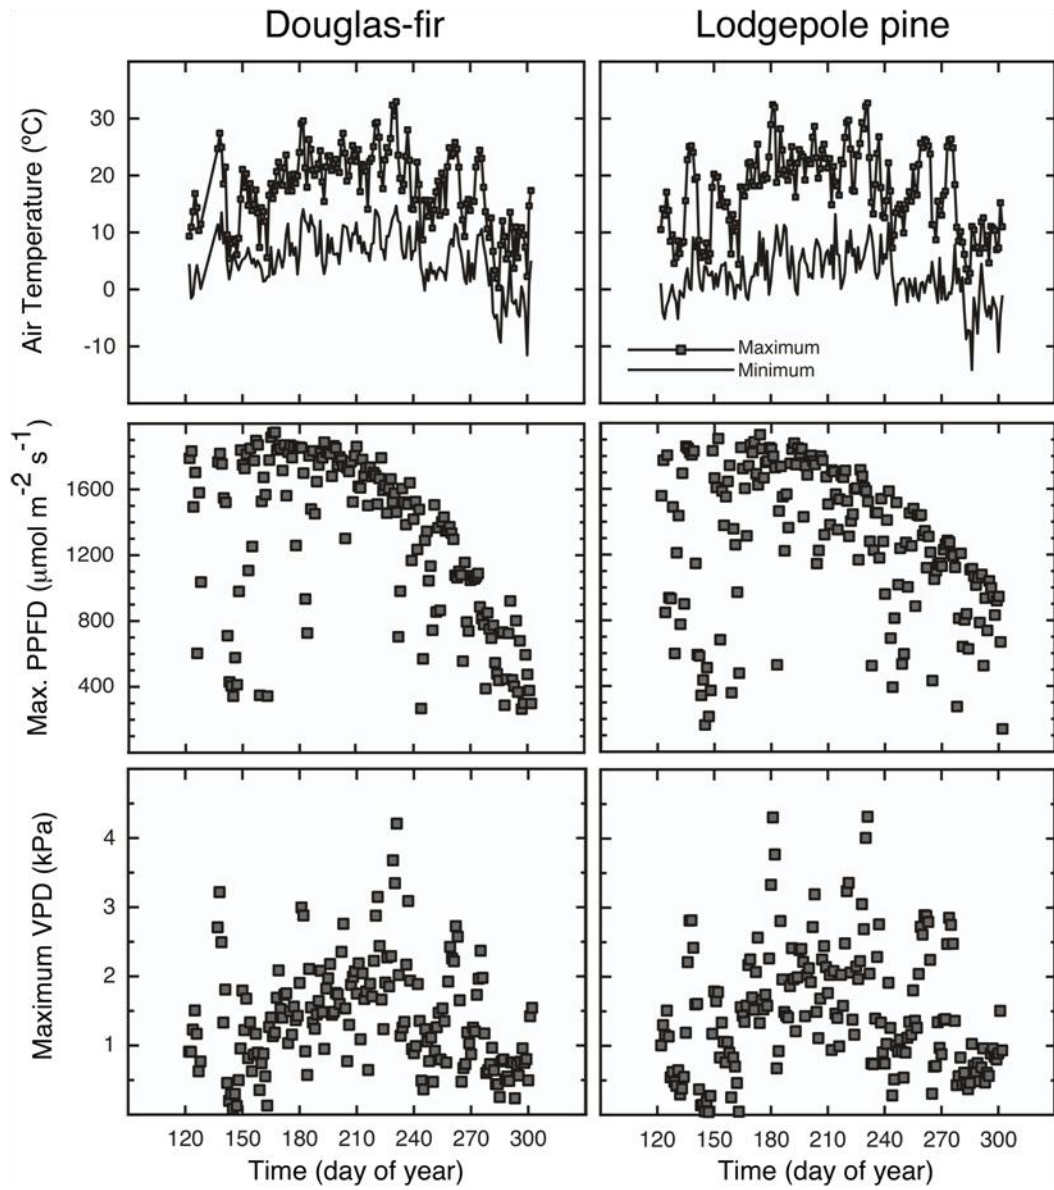 Douglas-fir Lodgepole pine
Air Temperature (ºC)
30
20
10
0
-10
Maximum
Minimum
Max. PPFD (μmol m⁻² s⁻¹)
1600
1200
800
400
Maximum VPD (kPa)
4
3
2
1
120 150 180 210 240 270 300 120 150 180 210 240 270 300
Time (day of year) Time (day of year)